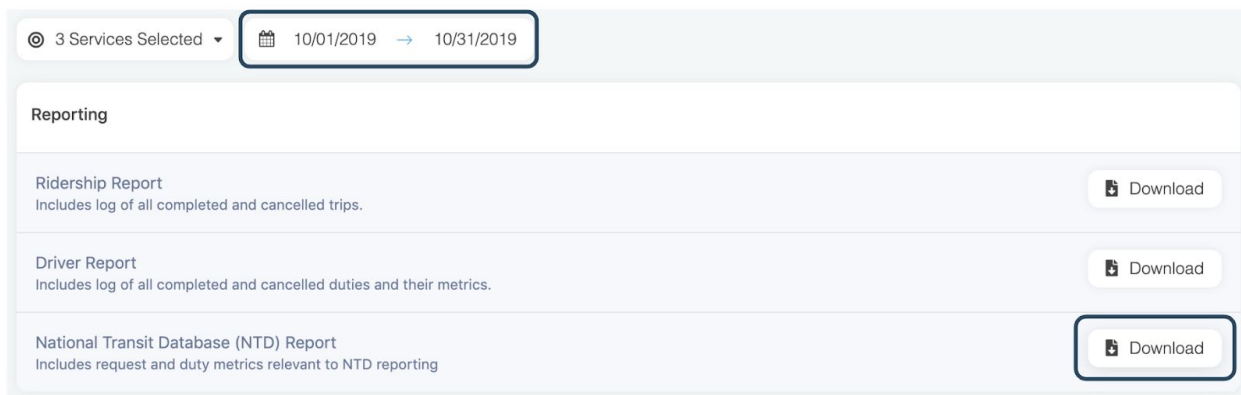 3 Services Selected
10/01/2019 → 10/31/2019
Reporting
Ridership Report
Includes log of all completed and cancelled trips.
Download
Driver Report
Includes log of all completed and cancelled duties and their metrics.
Download
National Transit Database (NTD) Report
Includes request and duty metrics relevant to NTD reporting
Download